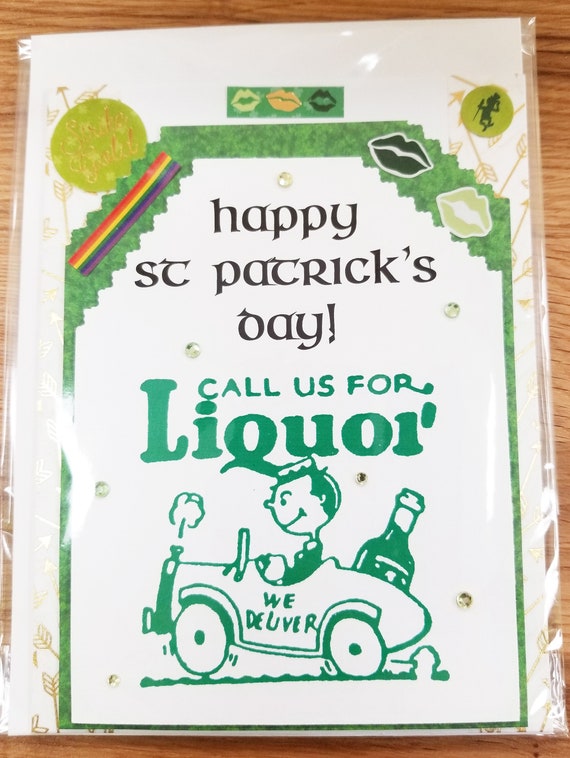 happy
st patrick's
day!
CALL US FOR
Liquor
WE
DELIVER